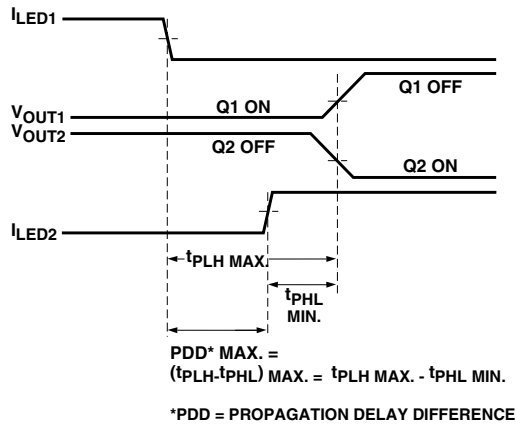 ILED1
Q1 OFF
VOUT1
Q1 ON
VOUT2
Q2 OFF
Q2 ON
ILED2
tPLH MAX.
tPHL
MIN.
PDD* MAX. =
(tPLH-tPHL) MAX. = tPLH MAX. - tPHL MIN.
*PDD = PROPAGATION DELAY DIFFERENCE